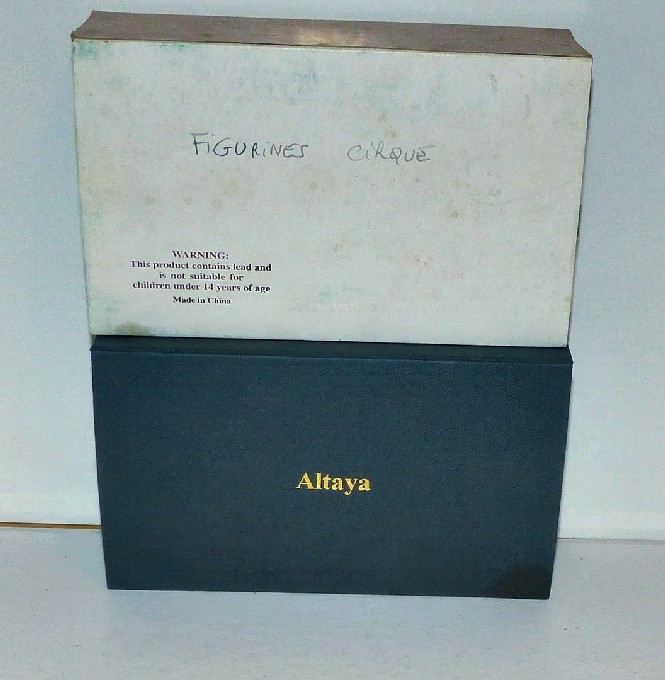 FiGURiNES CiRQUE
WARNING:
This product contains lead and
is not suitable for
children under 14 years of age
Made in China
Altaya